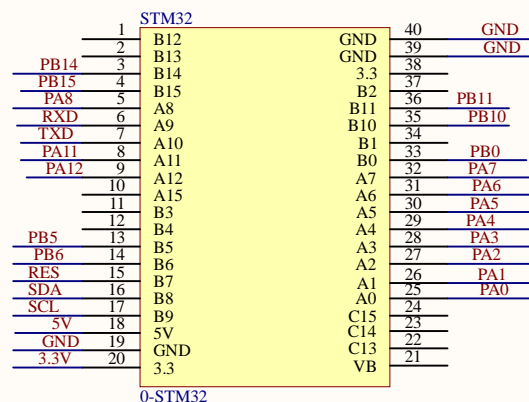 STM32
1 B12 GND 40 GND
2 B13 GND 39 GND
PB14 3 B14 3.3 38
PB15 4 B15 B2 37
PA8 5 A8 B11 36 PB11
RXD 6 A9 B10 35 PB10
TXD 7 A10 B1 34
PA11 8 A11 B0 33 PB0
PA12 9 A12 A7 32 PA7
10 A15 A6 31 PA6
11 B3 A5 30 PA5
12 B4 A4 29 PA4
PB5 13 B5 A3 28 PA3
PB6 14 B6 A2 27 PA2
RES 15 B7 A1 26 PA1
SDA 16 B8 A0 25 PA0
SCL 17 B9 C15 24
5V 18 5V C14 23
GND 19 GND C13 22
3.3V 20 3.3 VB 21
0-STM32